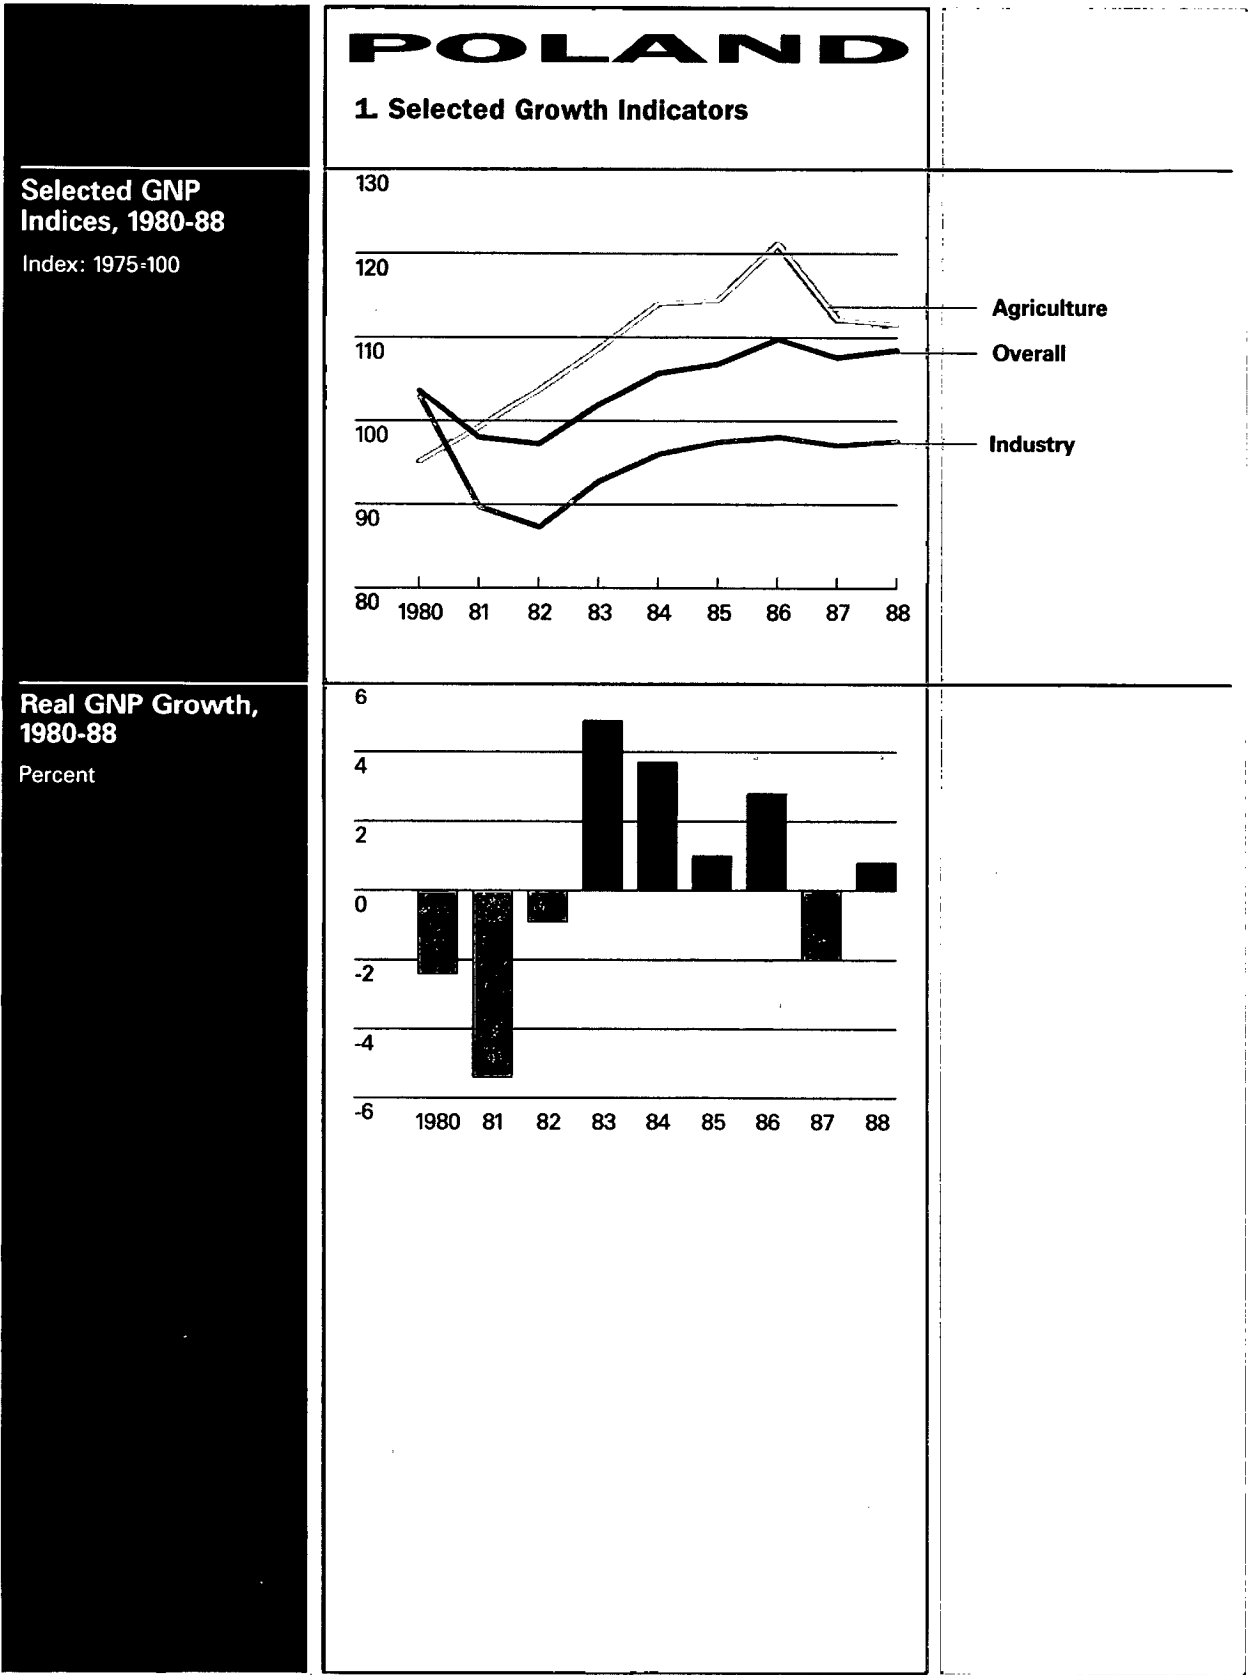 POLAND
1. Selected Growth Indicators
Selected GNP
Indices, 1980-88
Index: 1975=100
130
120
110
100
90
80
1980 81 82 83 84 85 86 87 88
Agriculture
Overall
Industry
Real GNP Growth,
1980-88
Percent
6
4
2
0
-2
-4
-6
1980 81 82 83 84 85 86 87 88